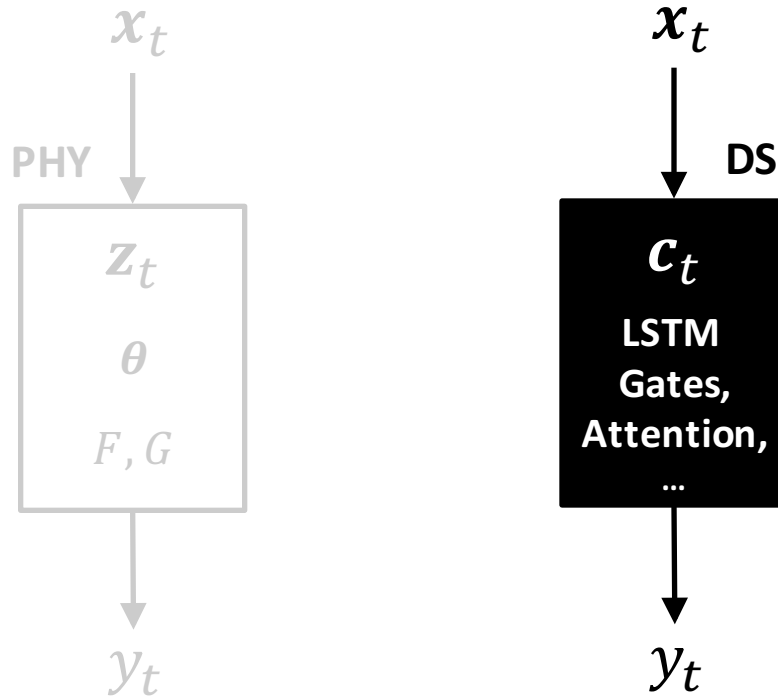 x_t
PHY
z_t
θ
F, G
y_t
x_t
DS
c_t
LSTM
Gates,
Attention,
...
y_t